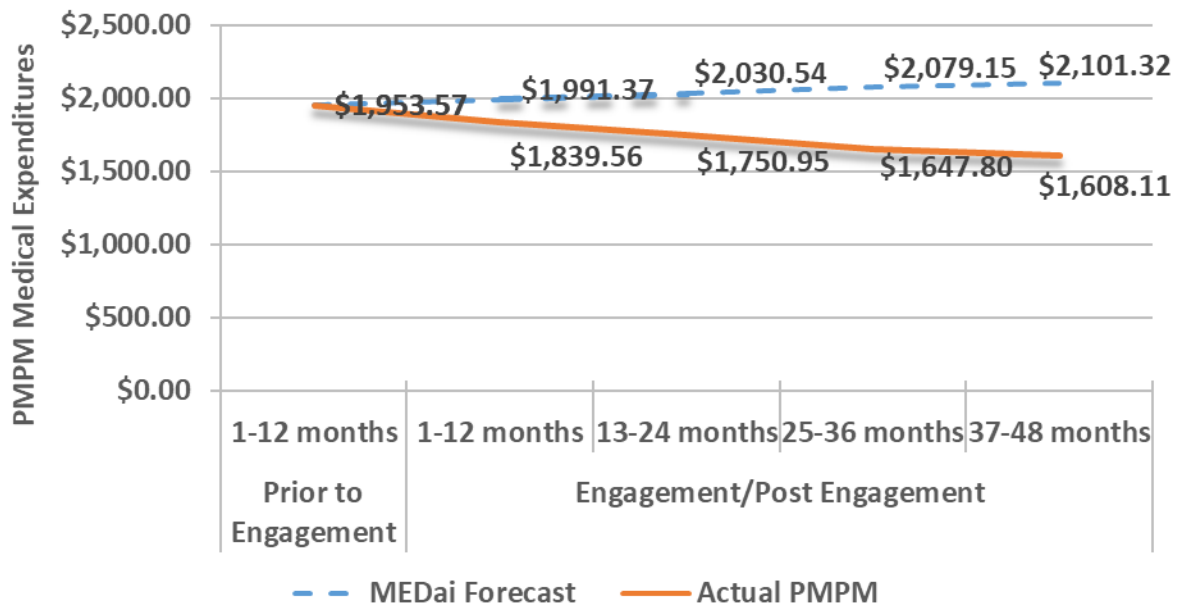 PMPM Medical Expenditures
$2,500.00
$2,000.00
$1,500.00
$1,000.00
$500.00
$0.00
$1,953.57
$1,991.37
$2,030.54
$2,079.15
$2,101.32
$1,839.56
$1,750.95
$1,647.80
$1,608.11
1-12 months
1-12 months
13-24 months
25-36 months
37-48 months
Prior to
Engagement
Engagement/Post Engagement
MEDai Forecast
Actual PMPM